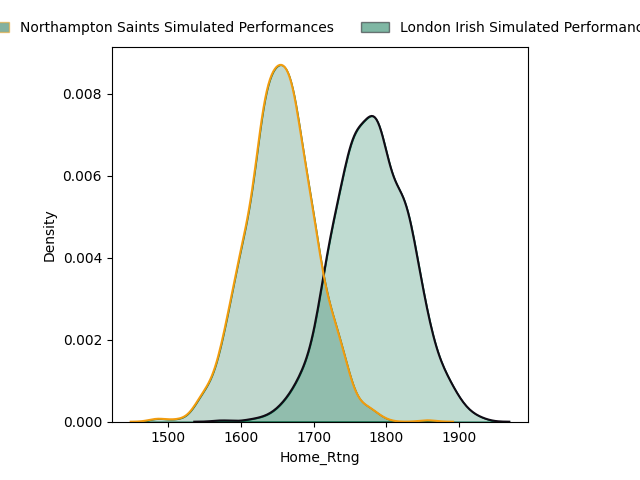 Northampton Saints Simulated Performances London Irish Simulated
0.008
0.006
0.004
0.002
0.000
Density
1500 1600 1700 1800 1900
Home_Rtng